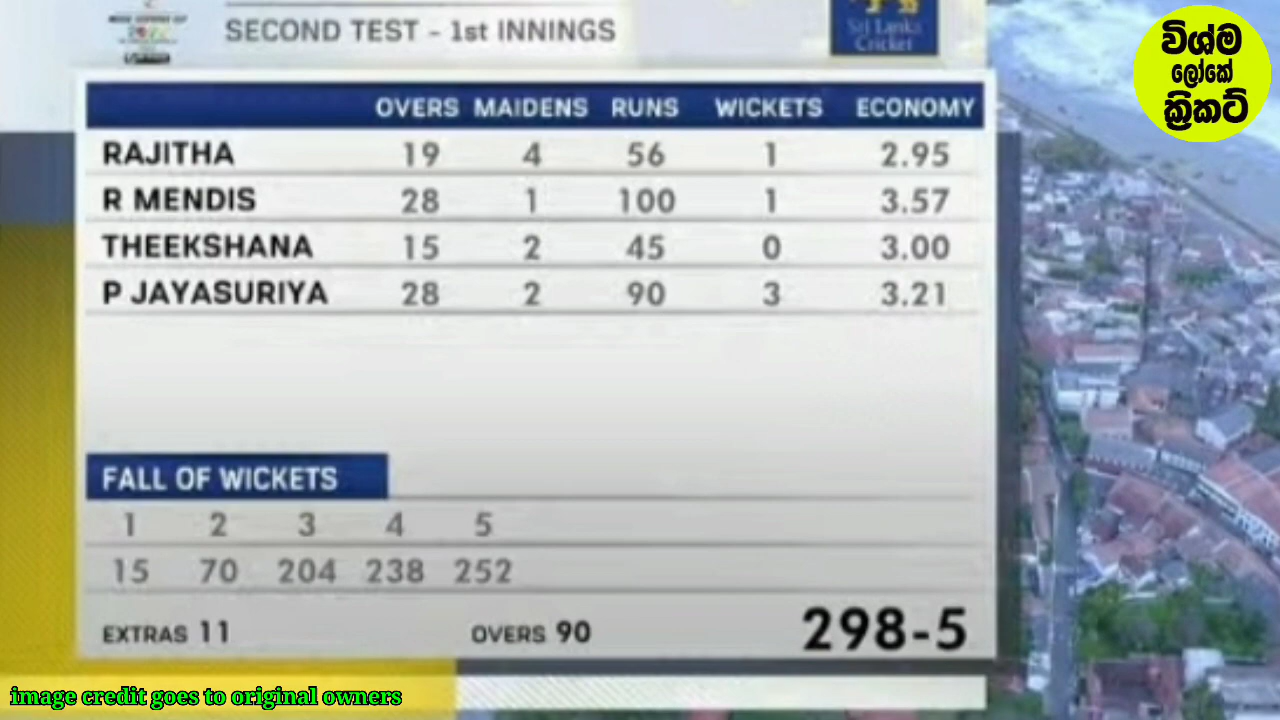 SECOND TEST - 1st INNINGS
Sri Lanka
Cricket
විශ්ම
ලෝකේ
ක්‍රිකට්
OVERS MAIDENS RUNS WICKETS ECONOMY
RAJITHA 19 4 56 1 2.95
R MENDIS 28 1 100 1 3.57
THEEKSHANA 15 2 45 0 3.00
P JAYASURIYA 28 2 90 3 3.21
FALL OF WICKETS
1 2 3 4 5
15 70 204 238 252
EXTRAS 11 OVERS 90 298-5
image credit goes to original owners